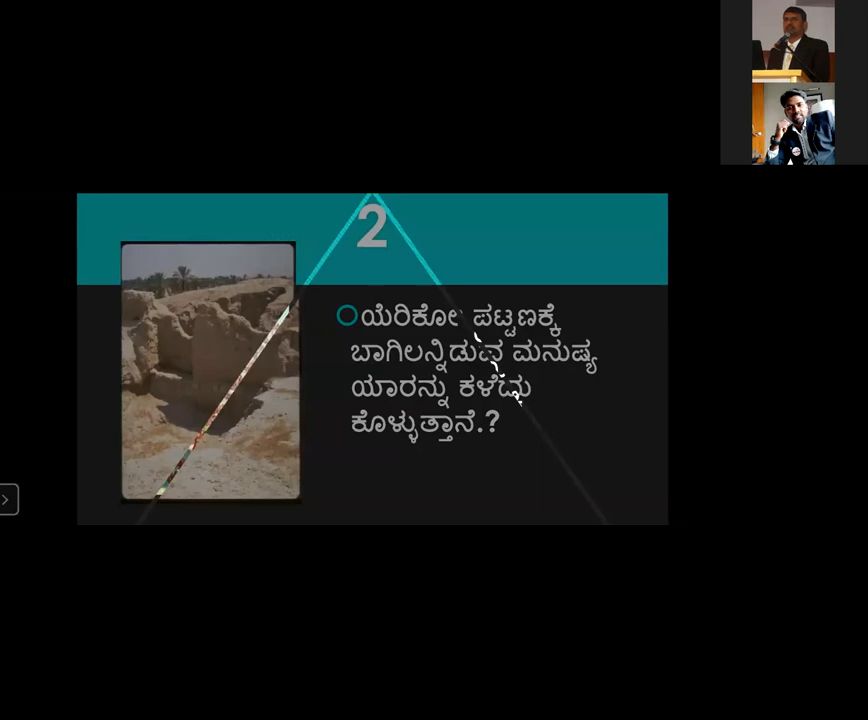 2
ಯೆರಿಕೋ ಪಟ್ಟಣಕ್ಕೆ
ಬಾಗಿಲನ್ನಿಡುವ ಮನುಷ್ಯ
ಯಾರನ್ನು ಕಳೆದು
ಕೊಳ್ಳುತ್ತಾನೆ.?